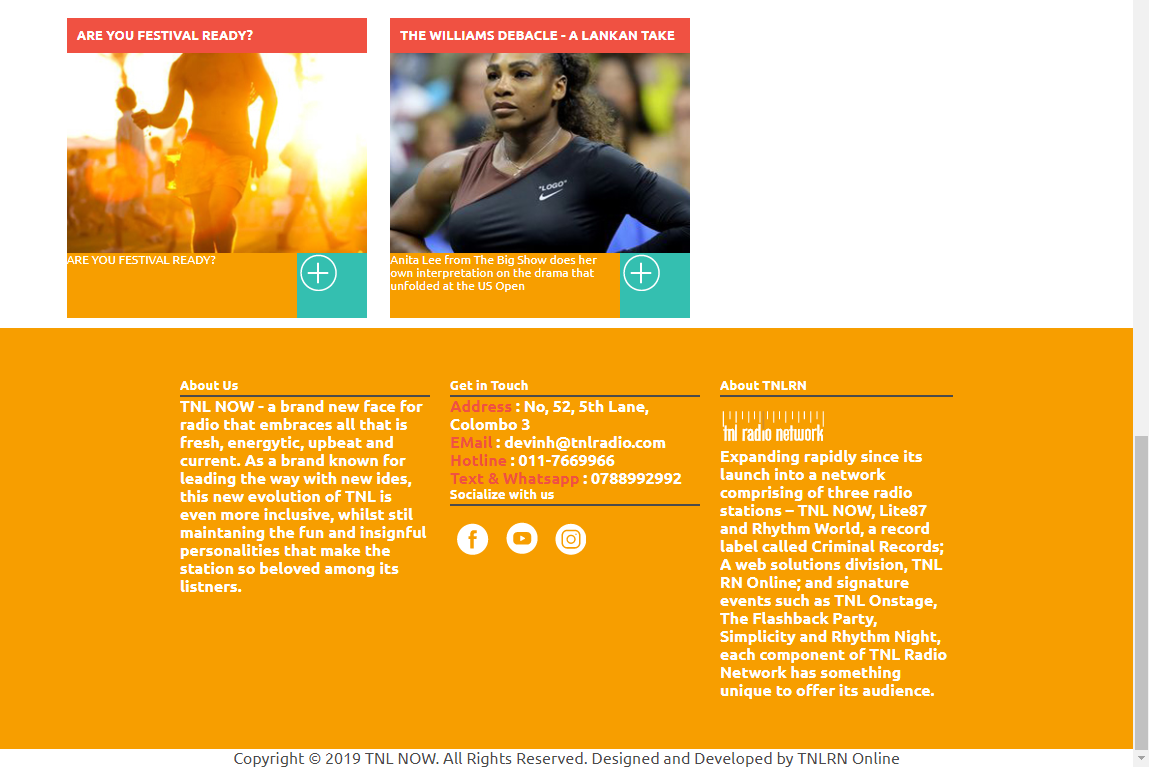 ARE YOU FESTIVAL READY?
THE WILLIAMS DEBACLE - A LANKAN TAKE
"LOGO"
ARE YOU FESTIVAL READY?
Anita Lee from The Big Show does her
own interpretation on the drama that
unfolded at the US Open
About Us
TNL NOW - a brand new face for
radio that embraces all that is
fresh, energytic, upbeat and
current. As a brand known for
leading the way with new ides,
this new evolution of TNL is
even more inclusive, whilst stil
maintaning the fun and insignful
personalities that make the
station so beloved among its
listners.
Get in Touch
Address : No, 52, 5th Lane,
Colombo 3
EMail : devinh@tnlradio.com
Hotline : 011-7669966
Text & Whatsapp : 0788992992
Socialize with us
About TNLRN
tnl radio network
Expanding rapidly since its
launch into a network
comprising of three radio
stations – TNL NOW, Lite87
and Rhythm World, a record
label called Criminal Records;
A web solutions division, TNL
RN Online; and signature
events such as TNL Onstage,
The Flashback Party,
Simplicity and Rhythm Night,
each component of TNL Radio
Network has something
unique to offer its audience.
Copyright © 2019 TNL NOW. All Rights Reserved. Designed and Developed by TNLRN Online